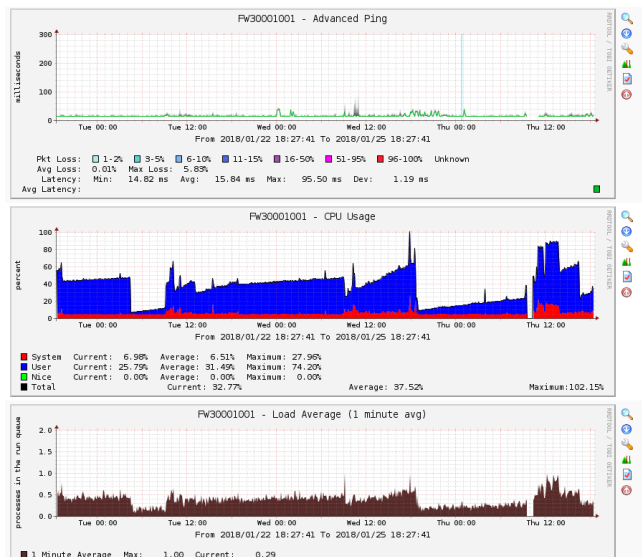 FW30001001 - Advanced Ping
RRDTOOL / TOBI OETIKER
milliseconds
300
200
100
0
Tue 00:00 Tue 12:00 Wed 00:00 Wed 12:00 Thu 00:00 Thu 12:00
From 2018/01/22 18:27:41 To 2018/01/25 18:27:41
Pkt Loss: 1-2% 3-5% 6-10% 11-15% 16-50% 51-95% 96-100% Unknown
Avg Loss: 0.01% Max Loss: 5.83%
Latency: Min: 14.82 ms Avg: 15.84 ms Max: 95.50 ms Dev: 1.19 ms
Avg Latency:
FW30001001 - CPU Usage
RRDTOOL / TOBI OETIKER
percent
100
80
60
40
20
0
Tue 00:00 Tue 12:00 Wed 00:00 Wed 12:00 Thu 00:00 Thu 12:00
From 2018/01/22 18:27:41 To 2018/01/25 18:27:41
System Current: 6.98% Average: 6.51% Maximum: 27.96%
User Current: 25.79% Average: 31.49% Maximum: 74.20%
Nice Current: 0.00% Average: 0.00% Maximum: 0.00%
Total Current: 32.77% Average: 37.52% Maximum:102.15%
FW30001001 - Load Average (1 minute avg)
RRDTOOL / TOBI OETIKER
processes in the run queue
2.0
1.5
1.0
0.5
0.0
Tue 00:00 Tue 12:00 Wed 00:00 Wed 12:00 Thu 00:00 Thu 12:00
From 2018/01/22 18:27:41 To 2018/01/25 18:27:41
1 Minute Average Max: 1.00 Current: 0.29